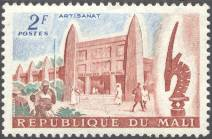 ARTISANAT
2F
POSTES
REPUBLIQUE DU MALI